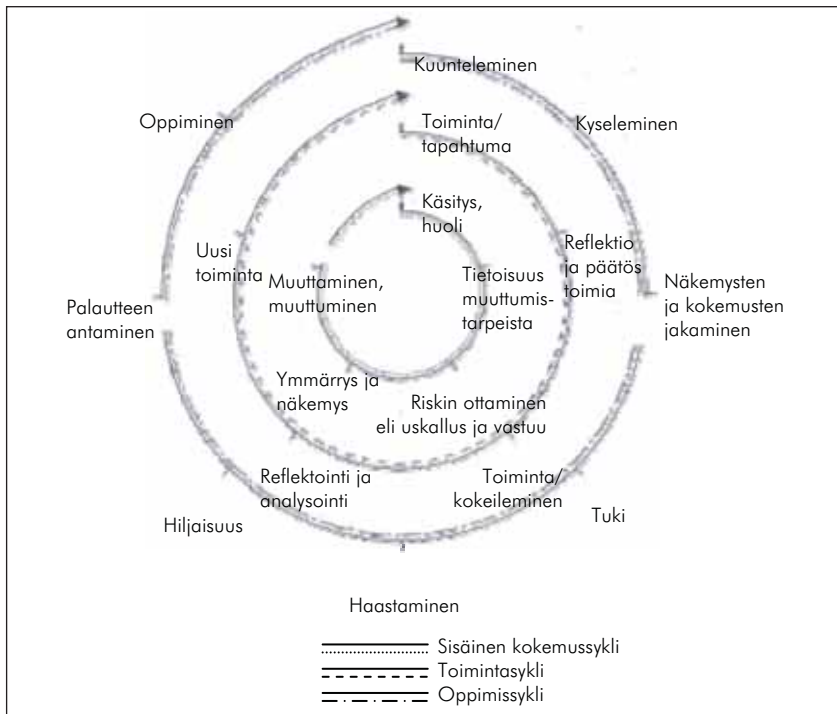 Kuunteleminen
Oppiminen
Kyseleminen
Toiminta/
tapahtuma
Käsitys,
huoli
Uusi
toiminta
Reflektio
ja päätös
toimia
Muuttaminen,
muuttuminen
Tietoisuus
muuttumis-
tarpeista
Palautteen
antaminen
Näkemysten
ja kokemusten
jakaminen
Ymmärrys ja
näkemys
Riskin ottaminen
eli uskallus ja vastuu
Reflektointi ja
analysointi
Toiminta/
kokeileminen
Hiljaisuus
Tuki
Haastaminen
Sisäinen kokemussykli
Toimintasykli
Oppimissykli